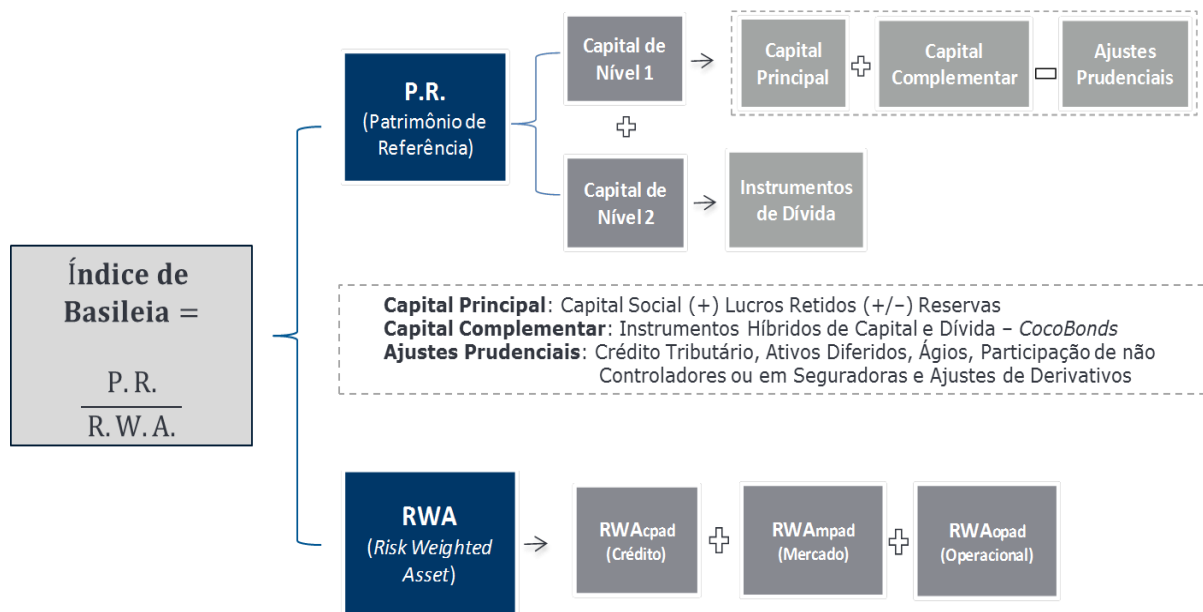 Índice de
Basileia =
P. R.
R. W. A.
P.R.
(Patrimônio de
Referência)
Capital de
Nível 1
Capital
Principal
Capital
Complementar
Ajustes
Prudenciais
Capital de
Nível 2
Instrumentos
de Dívida
Capital Principal: Capital Social (+) Lucros Retidos (+/−) Reservas
Capital Complementar: Instrumentos Híbridos de Capital e Dívida – CocoBonds
Ajustes Prudenciais: Crédito Tributário, Ativos Diferidos, Ágios, Participação de não
Controladores ou em Seguradoras e Ajustes de Derivativos
RWA
(Risk Weighted
Asset)
RWAcpad
(Crédito)
RWAmpad
(Mercado)
RWAopad
(Operacional)